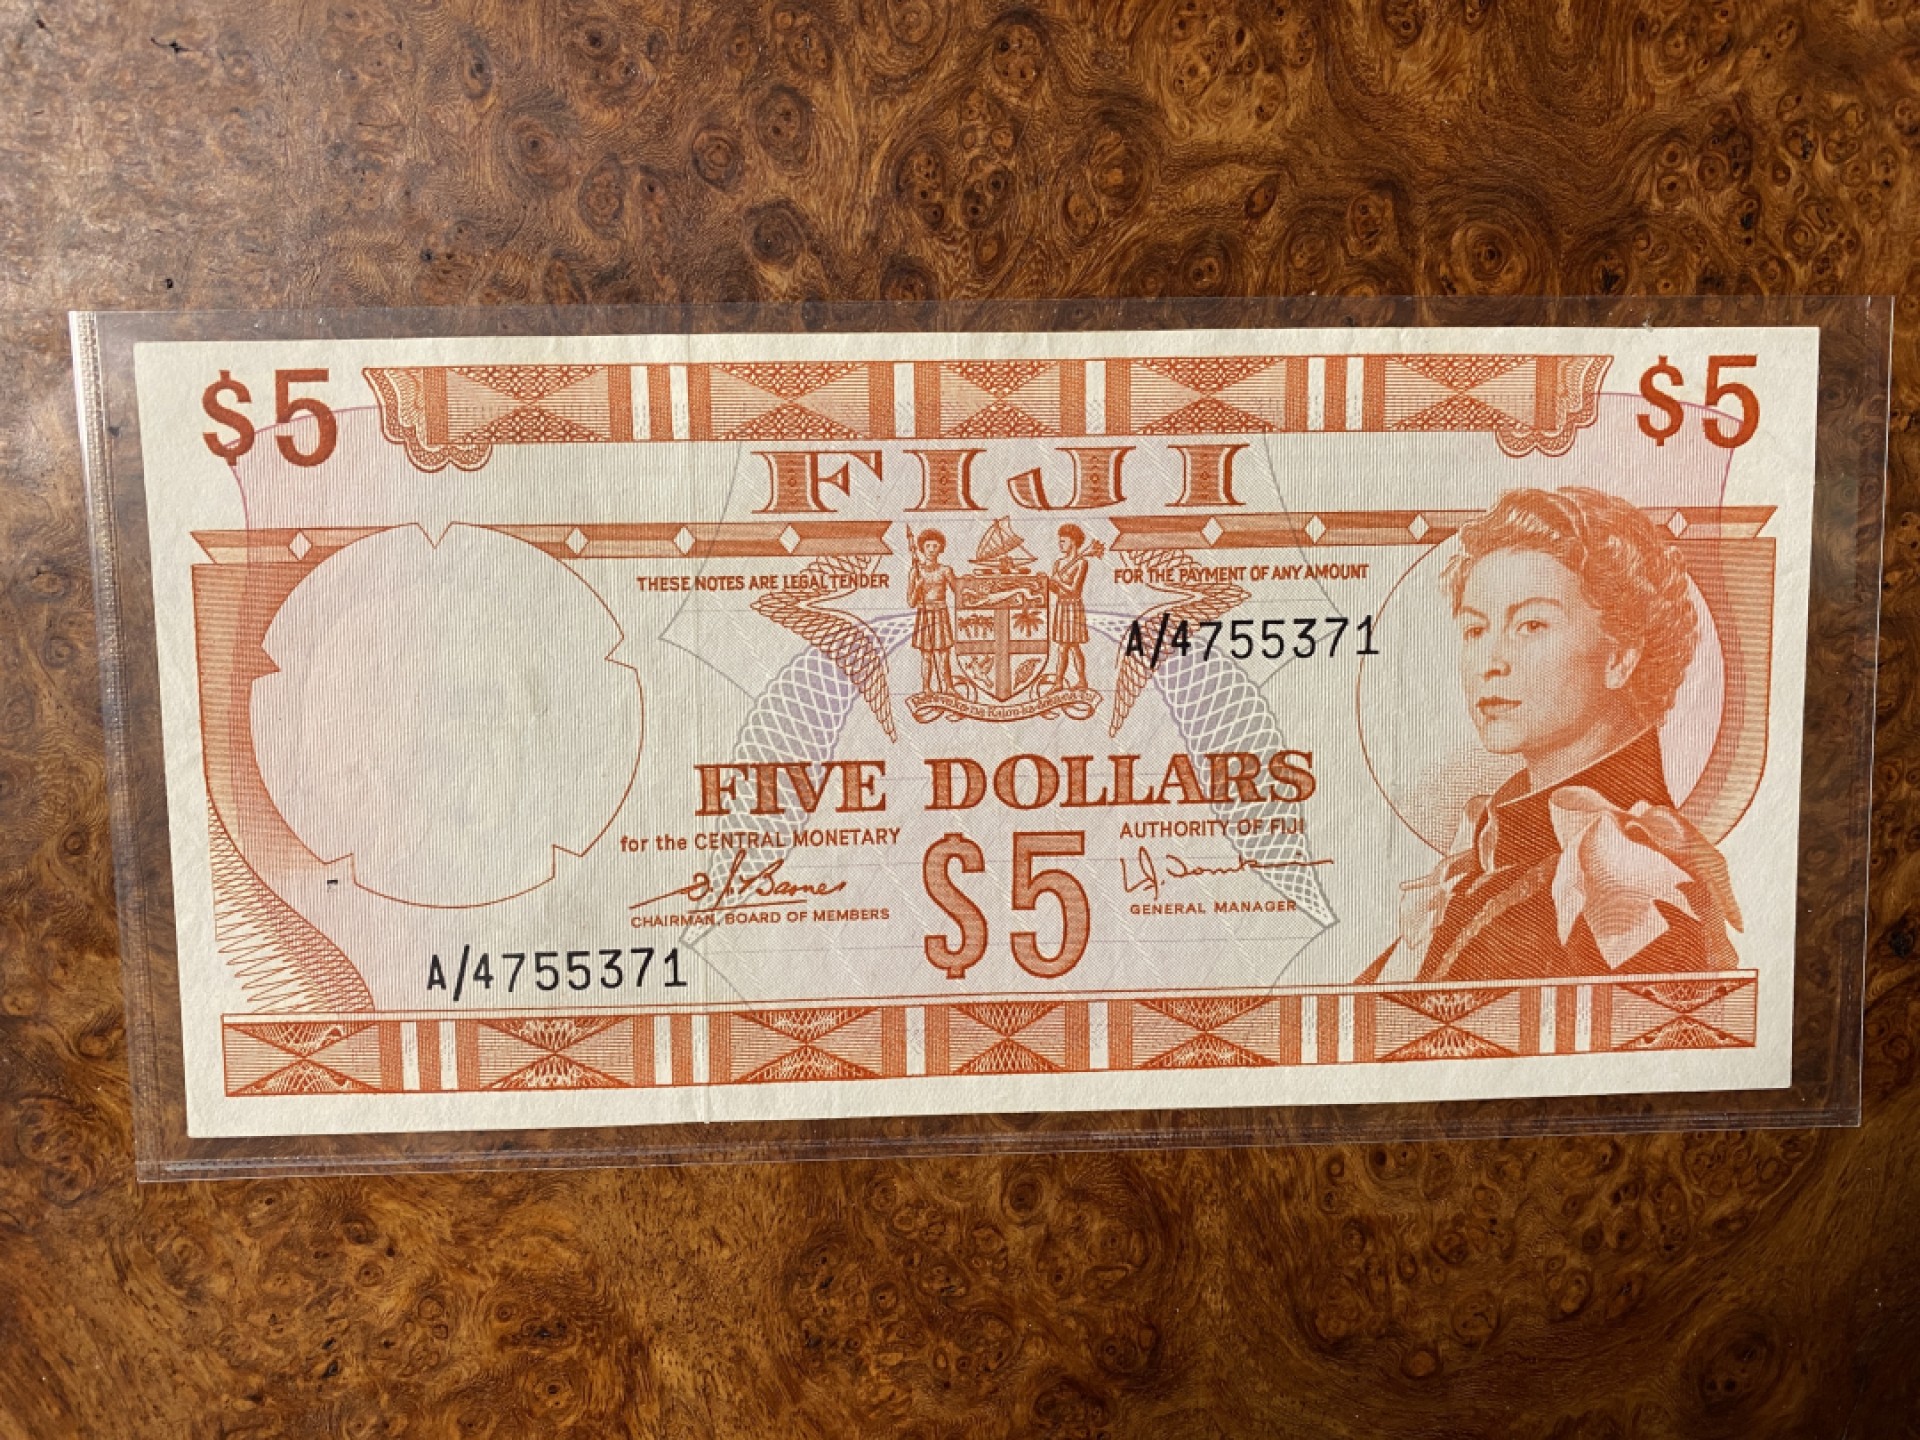 $5 $5
FIJI
THESE NOTES ARE LEGAL TENDER FOR THE PAYMENT OF ANY AMOUNT
A/4755371
FIVE DOLLARS
for the CENTRAL MONETARY AUTHORITY OF FIJI
$5
CHAIRMAN, BOARD OF MEMBERS GENERAL MANAGER
A/4755371